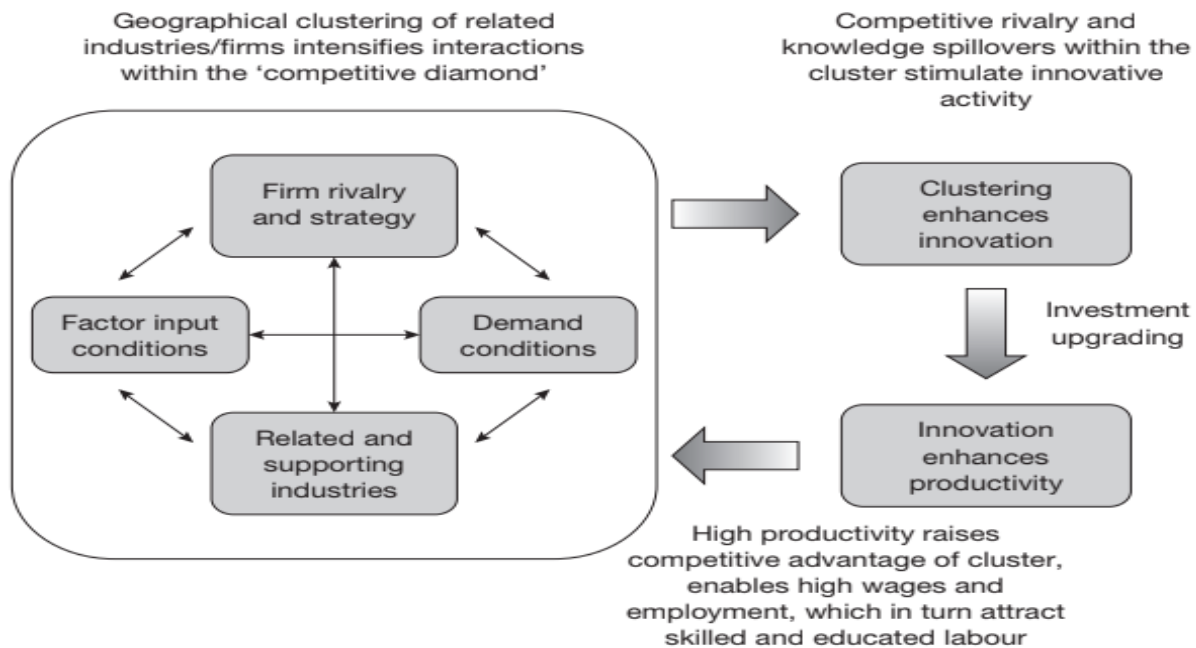 Geographical clustering of related
industries/firms intensifies interactions
within the ‘competitive diamond’
Competitive rivalry and
knowledge spillovers within the
cluster stimulate innovative
activity
Firm rivalry
and strategy
Factor input
conditions
Demand
conditions
Related and
supporting
industries
Clustering
enhances
innovation
Investment
upgrading
Innovation
enhances
productivity
High productivity raises
competitive advantage of cluster,
enables high wages and
employment, which in turn attract
skilled and educated labour